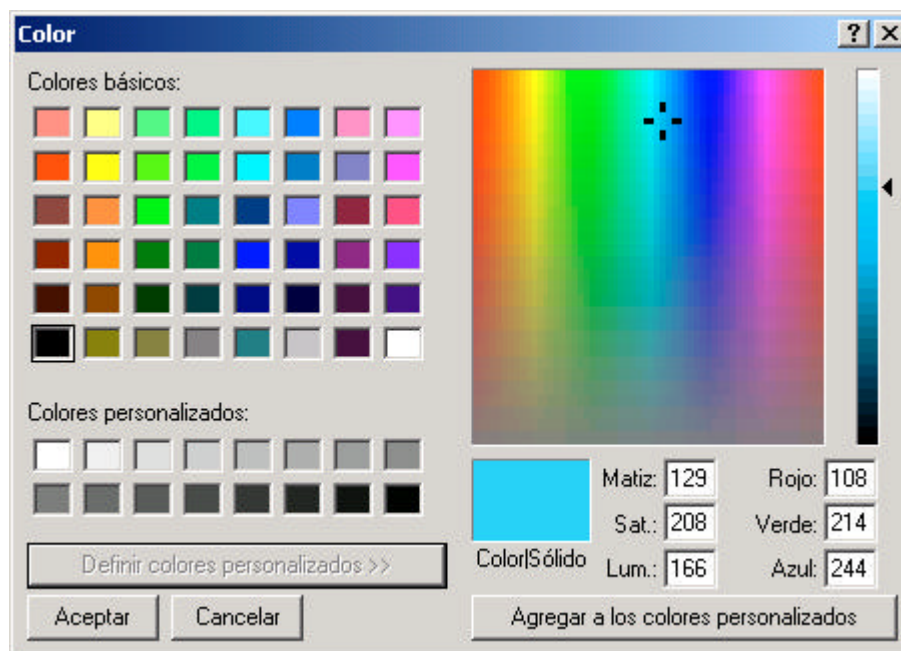 Color
Colores básicos:
Colores personalizados:
Definir colores personalizados >>
Aceptar
Cancelar
Color|Sólido
Matiz: 129
Sat.: 208
Lum.: 166
Rojo: 108
Verde: 214
Azul: 244
Agregar a los colores personalizados